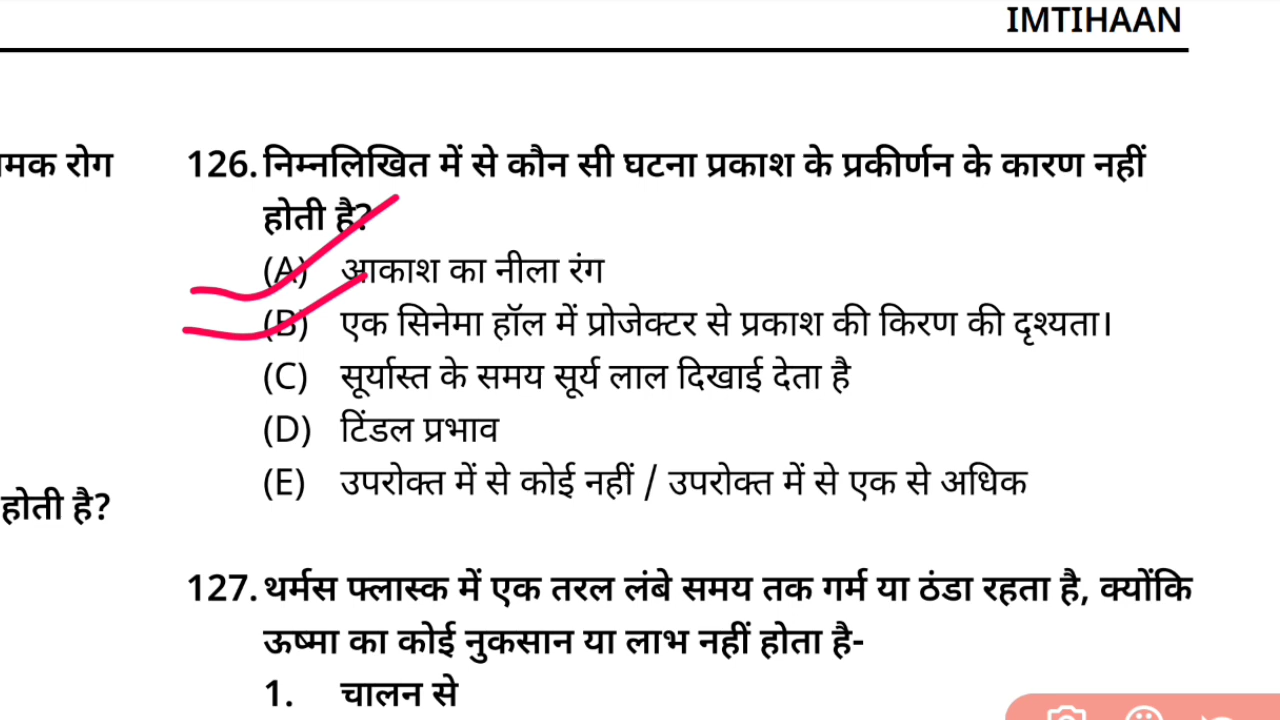 IMTIHAAN
मक रोग
होती है?
126. निम्नलिखित में से कौन सी घटना प्रकाश के प्रकीर्णन के कारण नहीं
होती है?
(A) आकाश का नीला रंग
(B) एक सिनेमा हॉल में प्रोजेक्टर से प्रकाश की किरण की दृश्यता।
(C) सूर्यास्त के समय सूर्य लाल दिखाई देता है
(D) टिंडल प्रभाव
(E) उपरोक्त में से कोई नहीं / उपरोक्त में से एक से अधिक
127. थर्मस फ्लास्क में एक तरल लंबे समय तक गर्म या ठंडा रहता है, क्योंकि
ऊष्मा का कोई नुकसान या लाभ नहीं होता है-
1. चालन से